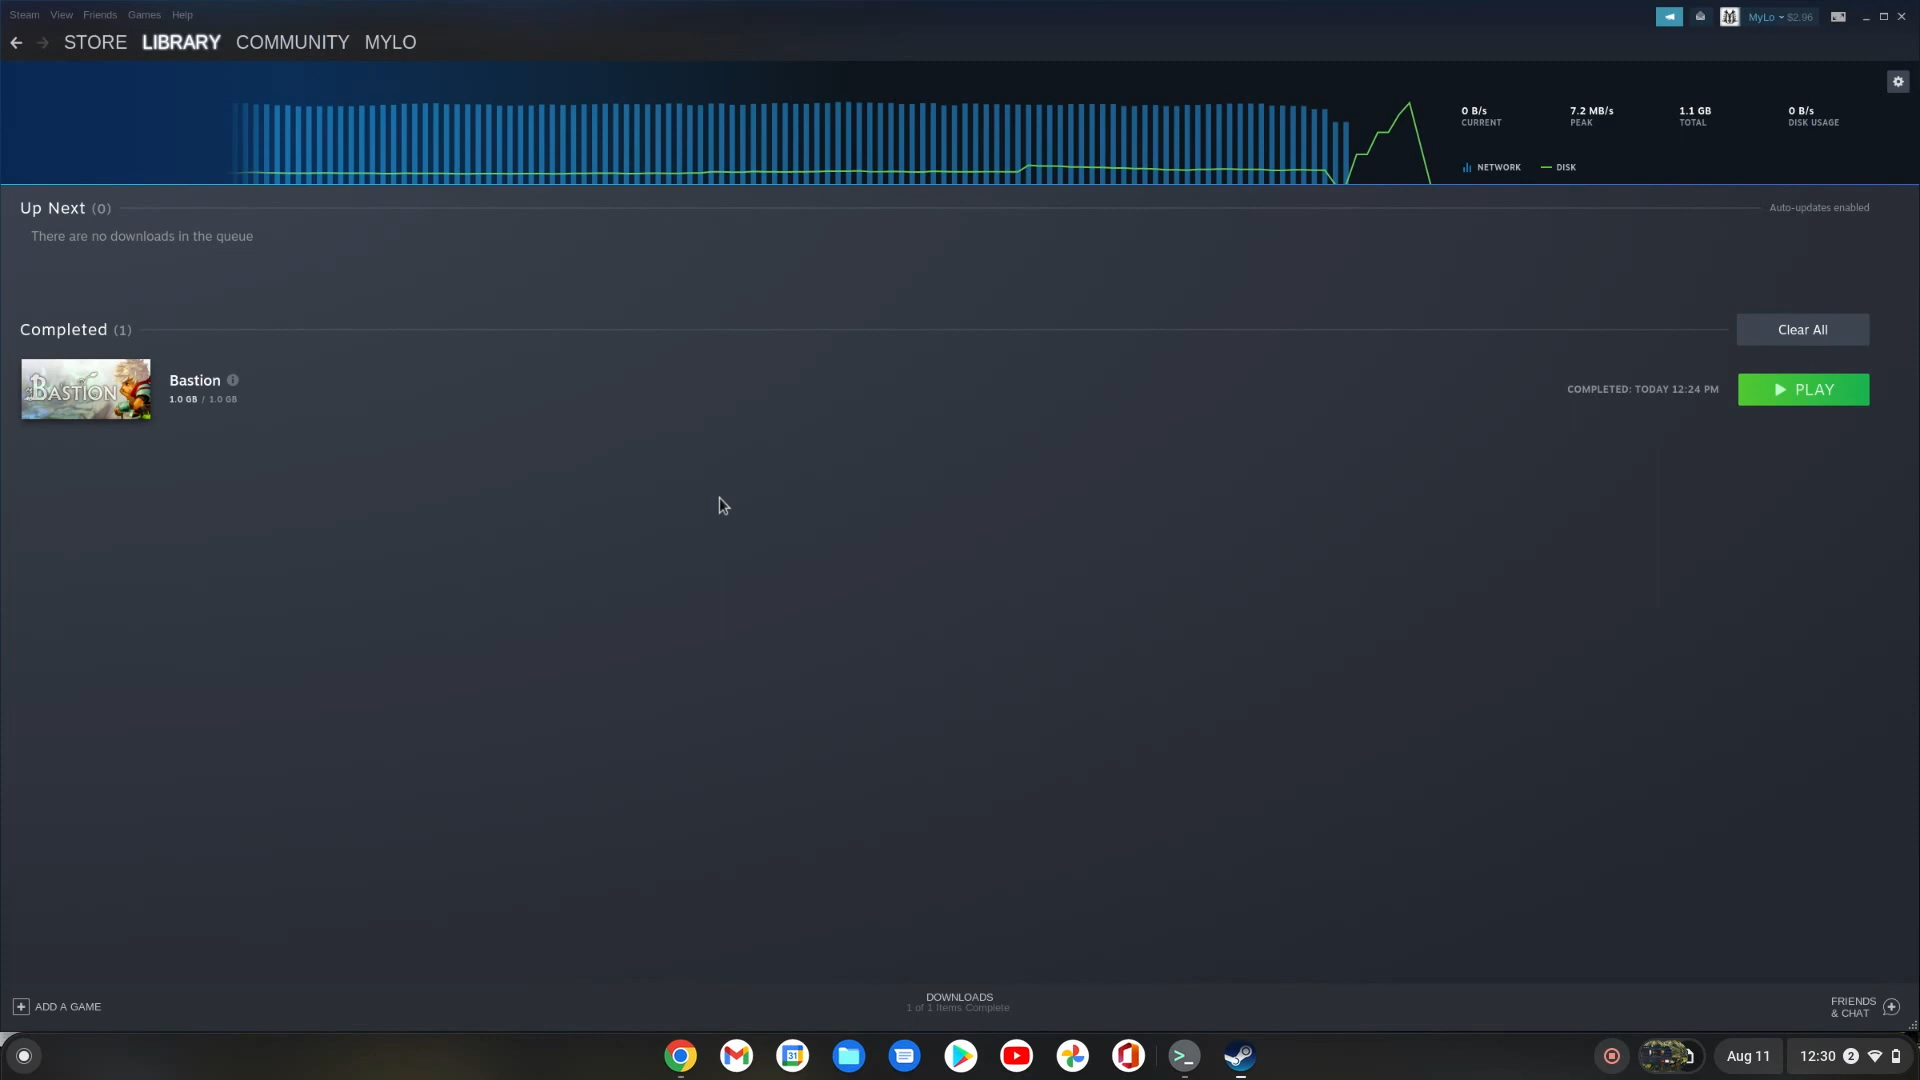 Steam View Friends Games Help
MyLo $2.96
STORE LIBRARY COMMUNITY MYLO
0 B/s 7.2 MB/s 1.1 GB 0 B/s
CURRENT PEAK TOTAL DISK USAGE
NETWORK DISK
Up Next (0) Auto-updates enabled
There are no downloads in the queue
Completed (1) Clear All
BASTION
Bastion
1.0 GB / 1.0 GB
COMPLETED: TODAY 12:24 PM PLAY
ADD A GAME
DOWNLOADS
1 of 1 Items Complete
FRIENDS
& CHAT
31
>_
Aug 11 12:30 2